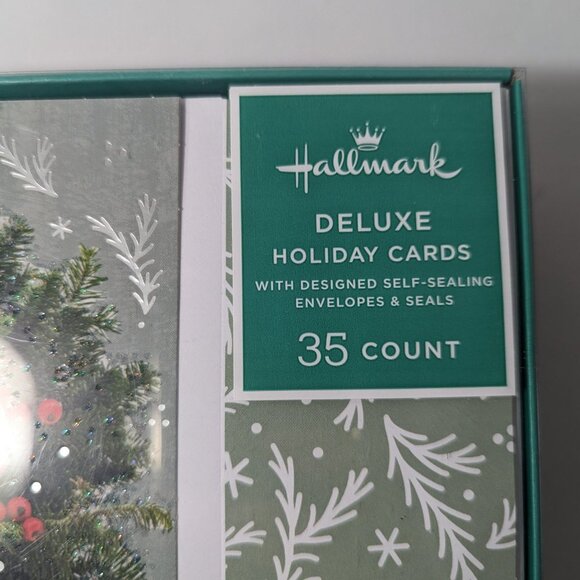 Hallmark
DELUXE
HOLIDAY CARDS
WITH DESIGNED SELF-SEALING
ENVELOPES & SEALS
35 COUNT